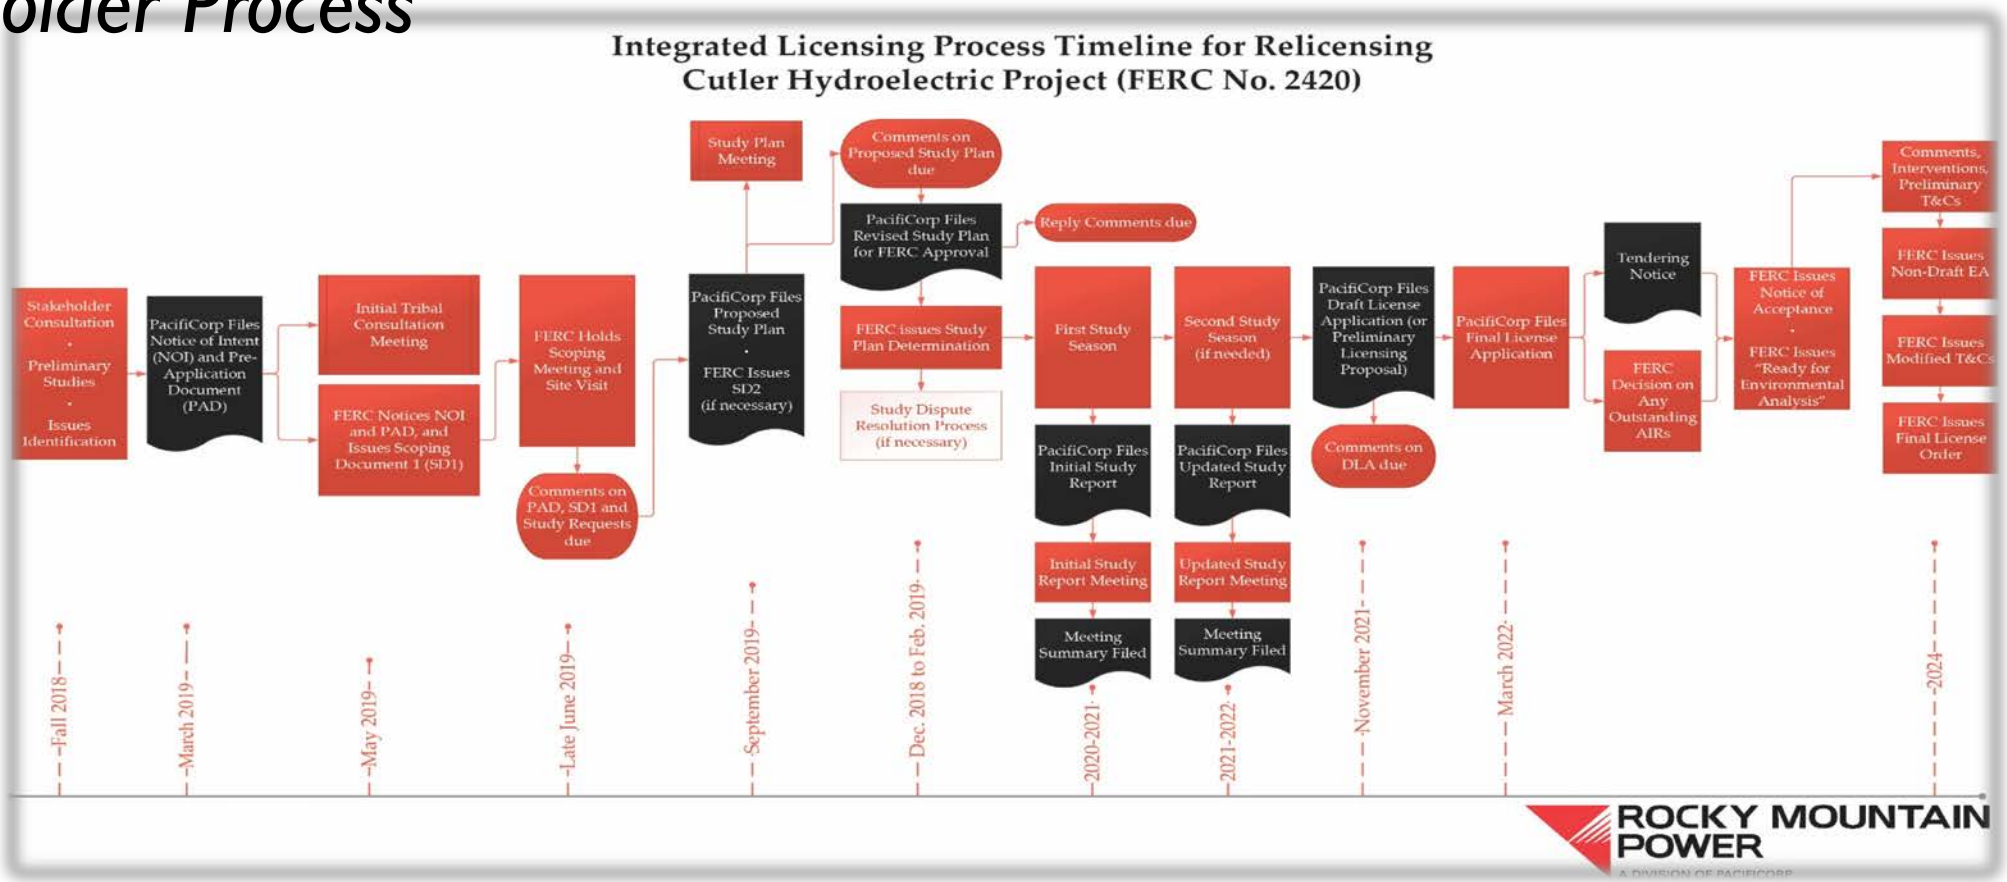 older Process
Integrated Licensing Process Timeline for Relicensing
Cutler Hydroelectric Project (FERC No. 2420)
Stakeholder
Consultation
·
Preliminary
Studies
·
Issues
Identification
PacifiCorp Files
Notice of Intent
(NOI) and Pre-
Application
Document
(PAD)
Initial Tribal
Consultation
Meeting
FERC Notices NOI
and PAD, and
Issues Scoping
Document 1 (SD1)
FERC Holds
Scoping
Meeting and
Site Visit
Comments on
PAD, SD1 and
Study Requests
due
Study Plan
Meeting
PacifiCorp Files
Proposed
Study Plan
·
FERC Issues
SD2
(if necessary)
Comments on
Proposed Study Plan
due
PacifiCorp Files
Revised Study Plan
for FERC Approval
Reply Comments due
FERC issues Study
Plan Determination
Study Dispute
Resolution Process
(if necessary)
First Study
Season
PacifiCorp Files
Initial Study
Report
Initial Study
Report Meeting
Meeting
Summary Filed
Second Study
Season
(if needed)
PacifiCorp Files
Updated Study
Report
Updated Study
Report Meeting
Meeting
Summary Filed
PacifiCorp Files
Draft License
Application (or
Preliminary
Licensing
Proposal)
Comments on
DLA due
PacifiCorp Files
Final License
Application
Tendering
Notice
FERC
Decision on
Any
Outstanding
AIRs
FERC Issues
Notice of
Acceptance
·
FERC Issues
"Ready for
Environmental
Analysis"
Comments,
Interventions,
Preliminary
T&Cs
FERC Issues
Non-Draft EA
FERC Issues
Modified T&Cs
FERC Issues
Final License
Order
Fall 2018
March 2019
May 2019
Late June 2019
September 2019
Dec. 2018 to Feb. 2019
2020-2021
2021-2022
November 2021
March 2022
2024
ROCKY MOUNTAIN
POWER
A DIVISION OF PACIFICORP